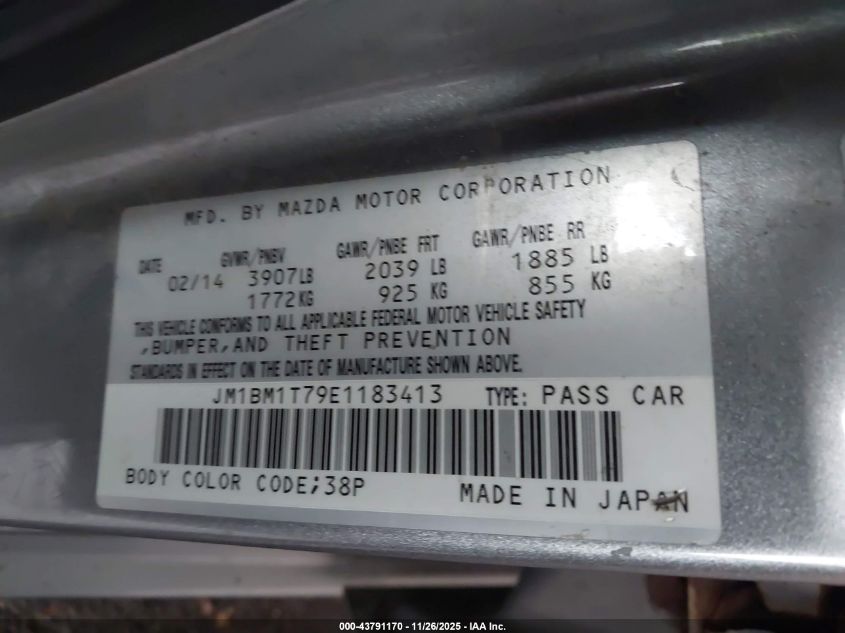 MFD. BY MAZDA MOTOR CORPORATION
DATE GVWR/PNBV GAWR/PNBE FRT GAWR/PNBE RR
02/14 3907LB 2039 LB 1885 LB
1772KG 925 KG 855 KG
THIS VEHICLE CONFORMS TO ALL APPLICABLE FEDERAL MOTOR VEHICLE SAFETY
,BUMPER,AND THEFT PREVENTION
STANDARDS IN EFFECT ON THE DATE OF MANUFACTURE SHOWN ABOVE.
JM1BM1T79E1183413 TYPE: PASS CAR
BODY COLOR CODE;38P MADE IN JAPAN
000-43791170 - 11/26/2025 - IAA Inc.